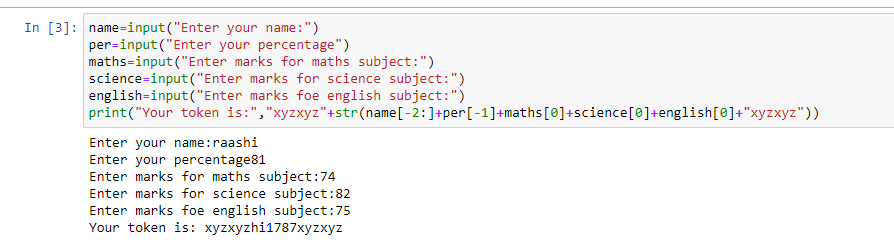 In [3]: name=input("Enter your name:")
per=input("Enter your percentage")
maths=input("Enter marks for maths subject:")
science=input("Enter marks for science subject:")
english=input("Enter marks foe english subject:")
print("Your token is:","xyzxyz"+str(name[-2:]+per[-1]+maths[0]+science[0]+english[0]+"xyzxyz"))
Enter your name:raashi
Enter your percentage81
Enter marks for maths subject:74
Enter marks for science subject:82
Enter marks foe english subject:75
Your token is: xyzxyzhi1787xyzxyz